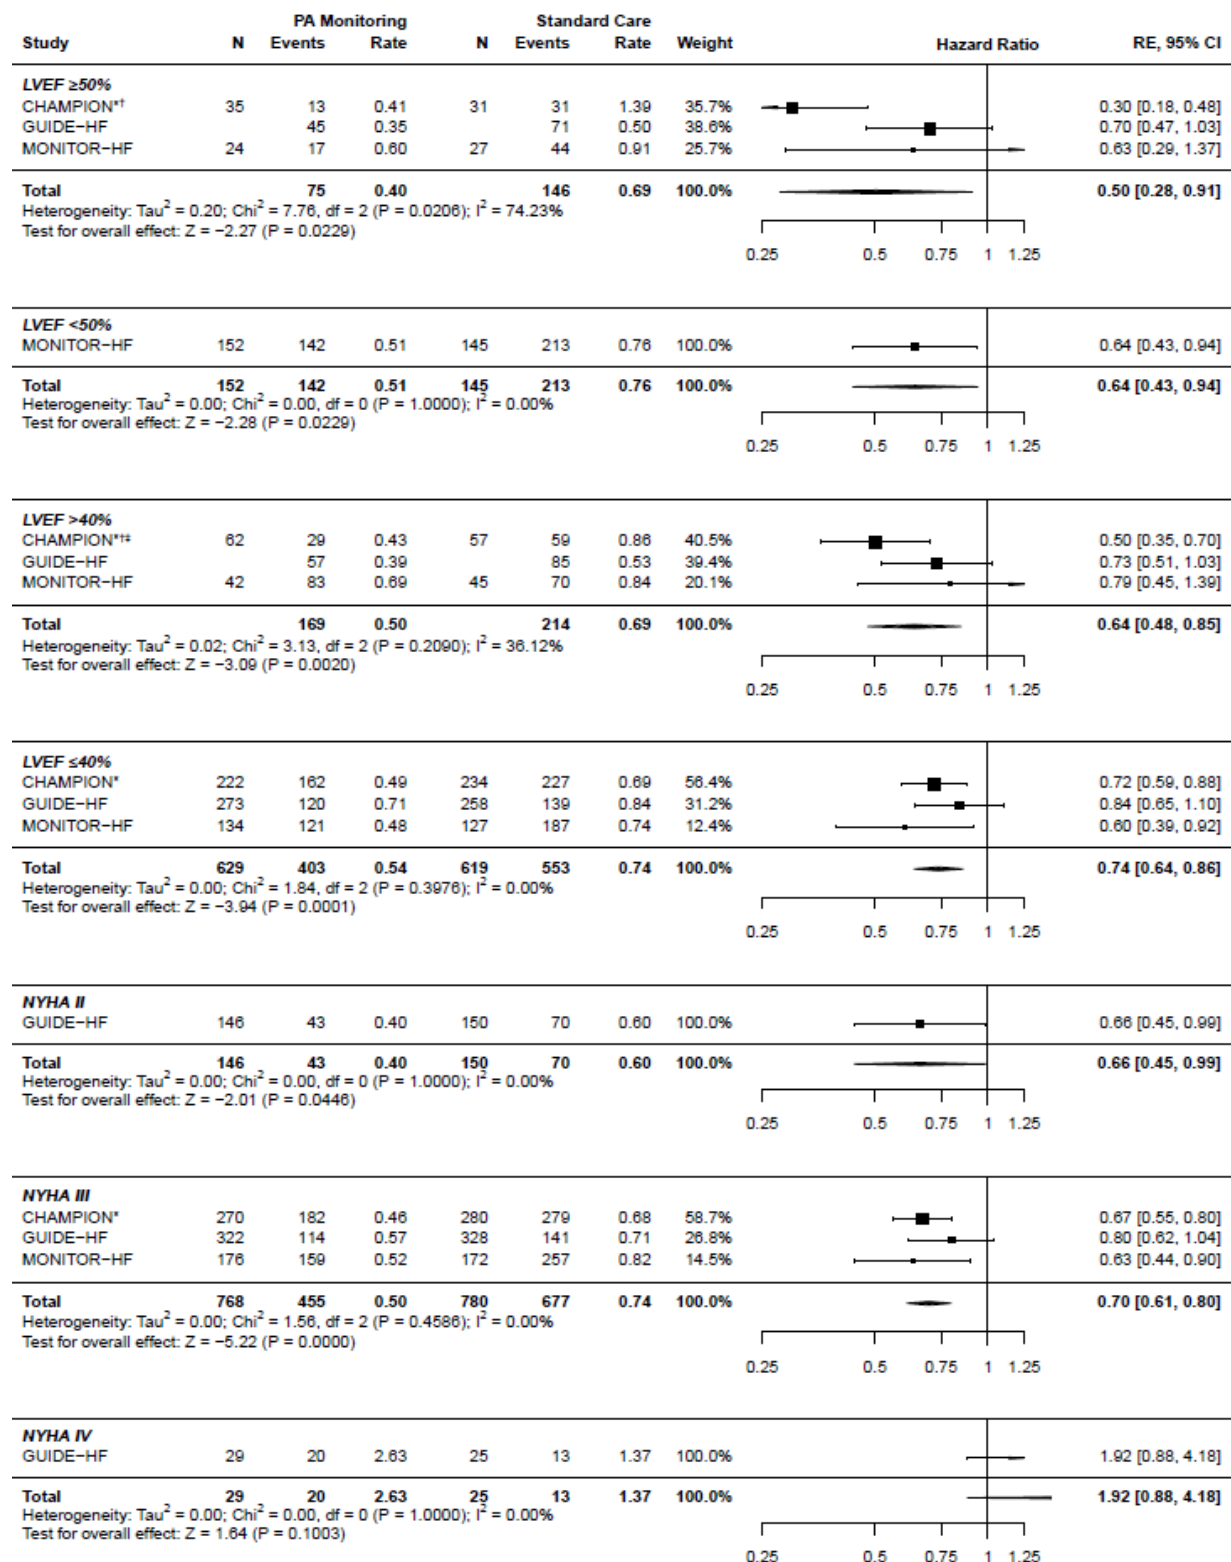 PA Monitoring Standard Care
Study N Events Rate N Events Rate Weight Hazard Ratio RE, 95% CI
LVEF ≥50%
CHAMPION*† 35 13 0.41 31 31 1.39 35.7% 0.30 [0.18, 0.48]
GUIDE−HF 45 0.35 71 0.50 38.6% 0.70 [0.47, 1.03]
MONITOR−HF 24 17 0.60 27 44 0.91 25.7% 0.63 [0.29, 1.37]
Total 75 0.40 146 0.69 100.0% 0.50 [0.28, 0.91]
Heterogeneity: Tau² = 0.20; Chi² = 7.76, df = 2 (P = 0.0206); I² = 74.23%
Test for overall effect: Z = −2.27 (P = 0.0229)
0.25 0.5 0.75 1 1.25
LVEF <50%
MONITOR−HF 152 142 0.51 145 213 0.76 100.0% 0.64 [0.43, 0.94]
Total 152 142 0.51 145 213 0.76 100.0% 0.64 [0.43, 0.94]
Heterogeneity: Tau² = 0.00; Chi² = 0.00, df = 0 (P = 1.0000); I² = 0.00%
Test for overall effect: Z = −2.28 (P = 0.0229)
0.25 0.5 0.75 1 1.25
LVEF >40%
CHAMPION*†‡ 62 29 0.43 57 59 0.86 40.5% 0.50 [0.35, 0.70]
GUIDE−HF 57 0.39 85 0.53 39.4% 0.73 [0.51, 1.03]
MONITOR−HF 42 83 0.69 45 70 0.84 20.1% 0.79 [0.45, 1.39]
Total 169 0.50 214 0.69 100.0% 0.64 [0.48, 0.85]
Heterogeneity: Tau² = 0.02; Chi² = 3.13, df = 2 (P = 0.2090); I² = 36.12%
Test for overall effect: Z = −3.09 (P = 0.0020)
0.25 0.5 0.75 1 1.25
LVEF ≤40%
CHAMPION* 222 162 0.49 234 227 0.69 56.4% 0.72 [0.59, 0.88]
GUIDE−HF 273 120 0.71 258 139 0.84 31.2% 0.84 [0.65, 1.10]
MONITOR−HF 134 121 0.48 127 187 0.74 12.4% 0.60 [0.39, 0.92]
Total 629 403 0.54 619 553 0.74 100.0% 0.74 [0.64, 0.86]
Heterogeneity: Tau² = 0.00; Chi² = 1.84, df = 2 (P = 0.3976); I² = 0.00%
Test for overall effect: Z = −3.94 (P = 0.0001)
0.25 0.5 0.75 1 1.25
NYHA II
GUIDE−HF 146 43 0.40 150 70 0.60 100.0% 0.66 [0.45, 0.99]
Total 146 43 0.40 150 70 0.60 100.0% 0.66 [0.45, 0.99]
Heterogeneity: Tau² = 0.00; Chi² = 0.00, df = 0 (P = 1.0000); I² = 0.00%
Test for overall effect: Z = −2.01 (P = 0.0446)
0.25 0.5 0.75 1 1.25
NYHA III
CHAMPION* 270 182 0.46 280 279 0.68 58.7% 0.67 [0.55, 0.80]
GUIDE−HF 322 114 0.57 328 141 0.71 26.8% 0.80 [0.62, 1.04]
MONITOR−HF 176 159 0.52 172 257 0.82 14.5% 0.63 [0.44, 0.90]
Total 768 455 0.50 780 677 0.74 100.0% 0.70 [0.61, 0.80]
Heterogeneity: Tau² = 0.00; Chi² = 1.56, df = 2 (P = 0.4586); I² = 0.00%
Test for overall effect: Z = −5.22 (P = 0.0000)
0.25 0.5 0.75 1 1.25
NYHA IV
GUIDE−HF 29 20 2.63 25 13 1.37 100.0% 1.92 [0.88, 4.18]
Total 29 20 2.63 25 13 1.37 100.0% 1.92 [0.88, 4.18]
Heterogeneity: Tau² = 0.00; Chi² = 0.00, df = 0 (P = 1.0000); I² = 0.00%
Test for overall effect: Z = 1.64 (P = 0.1003)
0.25 0.5 0.75 1 1.25